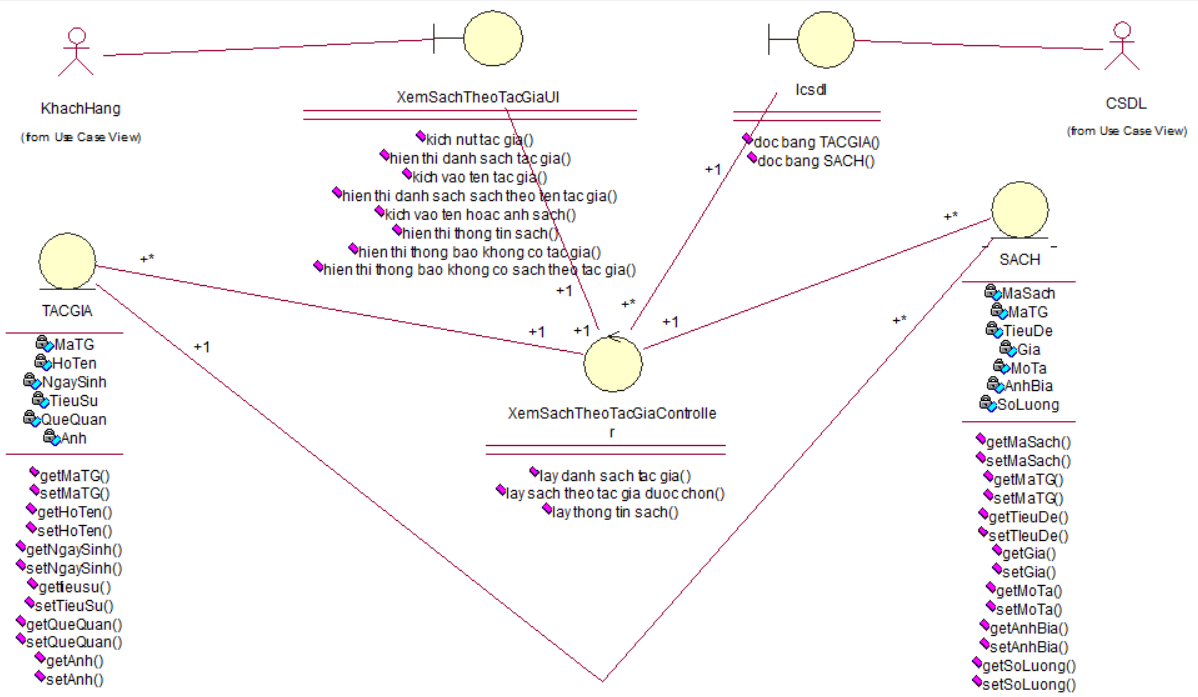 KhachHang
(from Use Case View)
XemSachTheoTacGiaUI
kich nut tac gia()
hien thi danh sach tac gia()
kich vao ten tac gia()
hien thi danh sach sach theo ten tac gia()
kich vao ten hoac anh sach()
hien thi thong tin sach()
hien thi thong bao khong co tac gia()
hien thi thong bao khong co sach theo tac gia()
Icsdl
doc bang TACGIA()
doc bang SACH()
CSDL
(from Use Case View)
+1
+*
+*
+1
+1
+1
+*
+1
+1
+*
TACGIA
MaTG
HoTen
NgaySinh
TieuSu
QueQuan
Anh
getMaTG()
setMaTG()
getHoTen()
setHoTen()
getNgaySinh()
setNgaySinh()
gettieusu()
setTieuSu()
getQueQuan()
setQueQuan()
getAnh()
setAnh()
XemSachTheoTacGiaControlle
r
lay danh sach tac gia()
lay sach theo tac gia duoc chon()
lay thong tin sach()
SACH
MaSach
MaTG
TieuDe
Gia
MoTa
AnhBia
SoLuong
getMaSach()
setMaSach()
getMaTG()
setMaTG()
getTieuDe()
setTIeuDe()
getGia()
setGia()
getMoTa()
setMoTa()
getAnhBia()
setAnhBia()
getSoLuong()
setSoLuong()